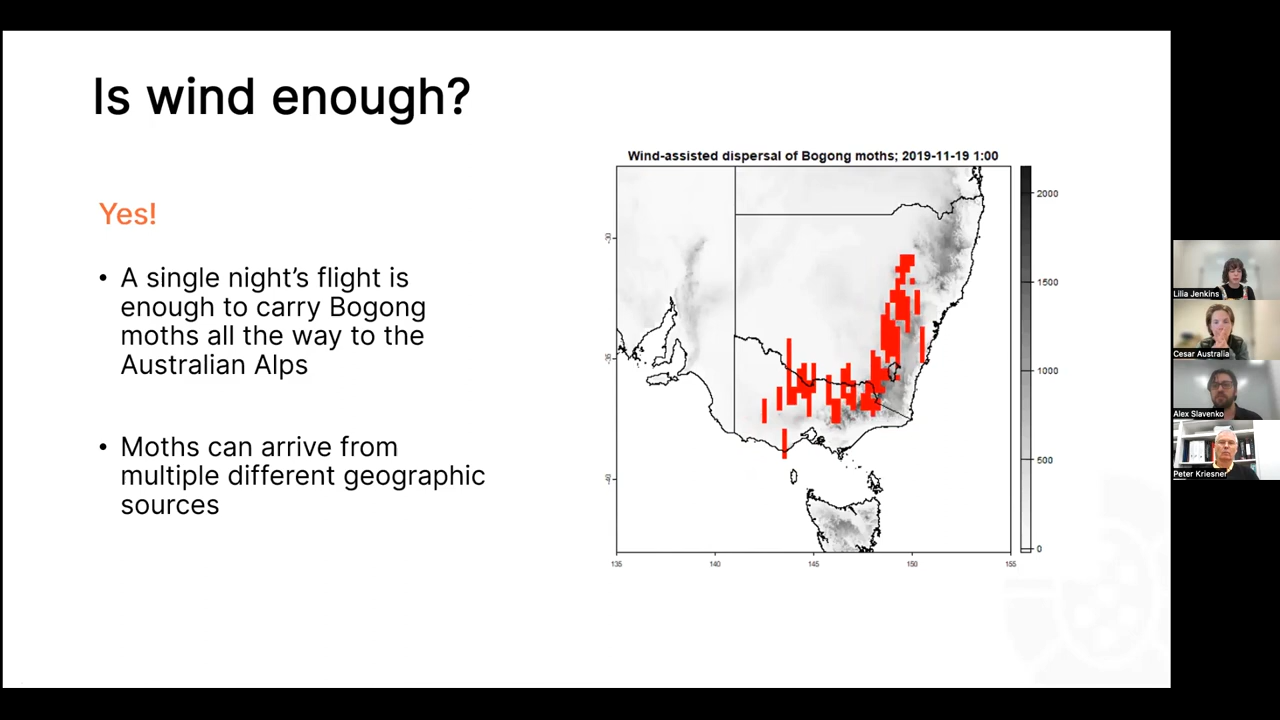 Is wind enough?
Yes!
• A single night’s flight is
enough to carry Bogong
moths all the way to the
Australian Alps
• Moths can arrive from
multiple different geographic
sources
Wind-assisted dispersal of Bogong moths; 2019-11-19 1:00
-30
-35
-40
135
140
145
150
155
2000
1500
1000
500
0
Lilia Jenkins
Cesar Australia
Alex Slavenko
Peter Kriesner